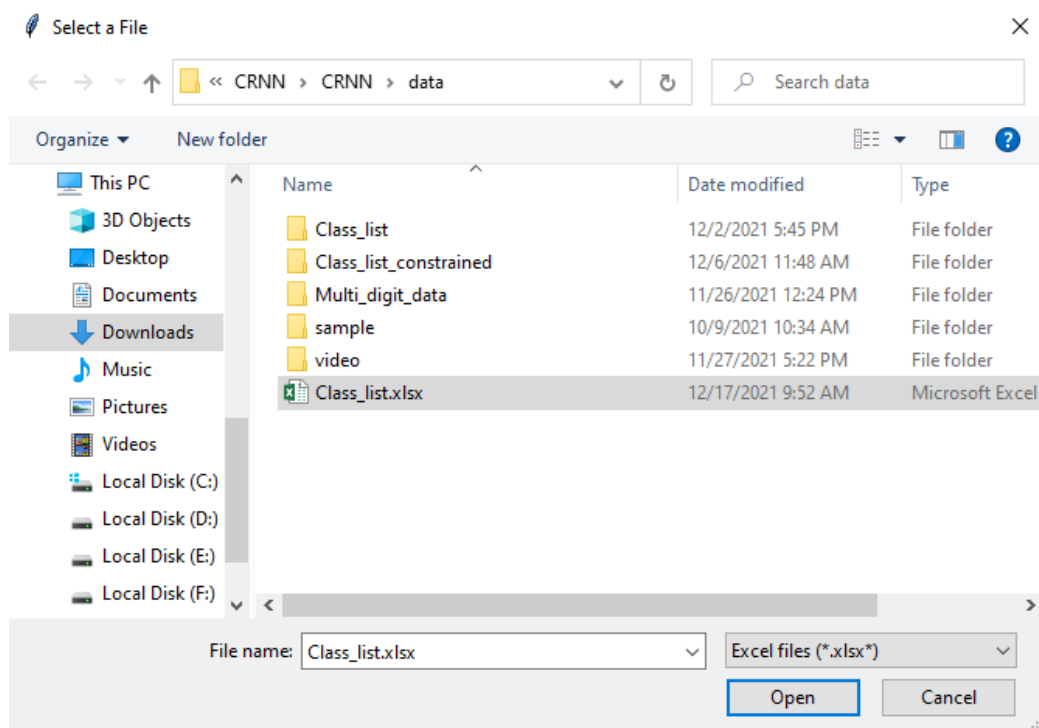 Select a File
« CRNN › CRNN › data
Search data
Organize
New folder
This PC
3D Objects
Desktop
Documents
Downloads
Music
Pictures
Videos
Local Disk (C:)
Local Disk (D:)
Local Disk (E:)
Local Disk (F:)
Name Date modified Type
Class_list 12/2/2021 5:45 PM File folder
Class_list_constrained 12/6/2021 11:48 AM File folder
Multi_digit_data 11/26/2021 12:24 PM File folder
sample 10/9/2021 10:34 AM File folder
video 11/27/2021 5:22 PM File folder
Class_list.xlsx 12/17/2021 9:52 AM Microsoft Excel
File name: Class_list.xlsx Excel files (*.xlsx*)
Open Cancel